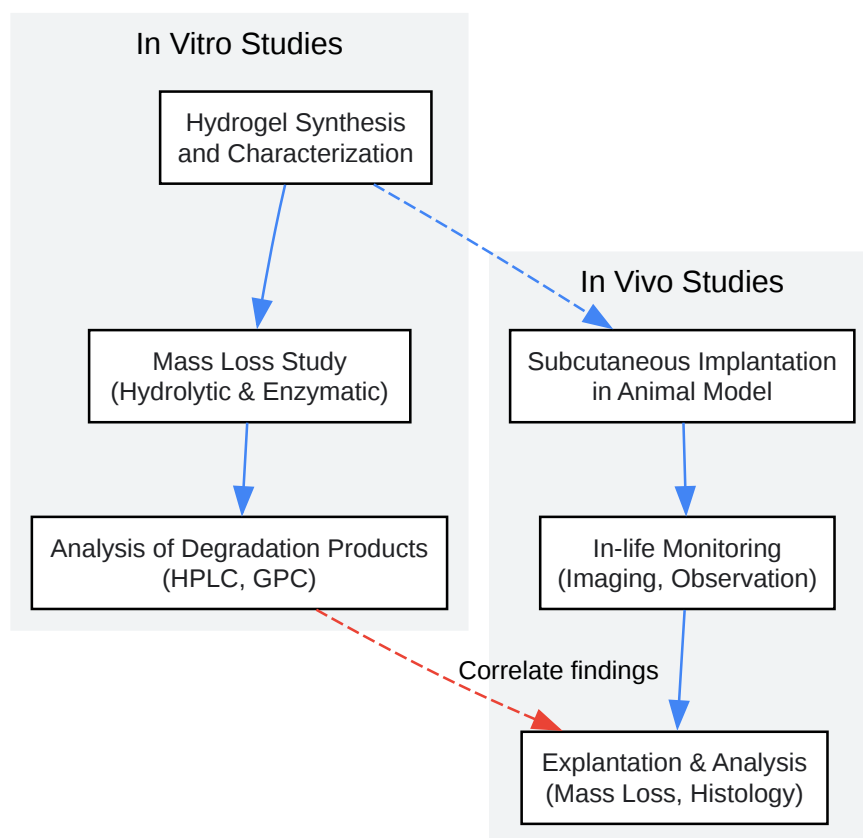 In Vitro Studies
Hydrogel Synthesis
and Characterization
Mass Loss Study
(Hydrolytic & Enzymatic)
Analysis of Degradation Products
(HPLC, GPC)
In Vivo Studies
Subcutaneous Implantation
in Animal Model
In-life Monitoring
(Imaging, Observation)
Correlate findings
Explantation & Analysis
(Mass Loss, Histology)